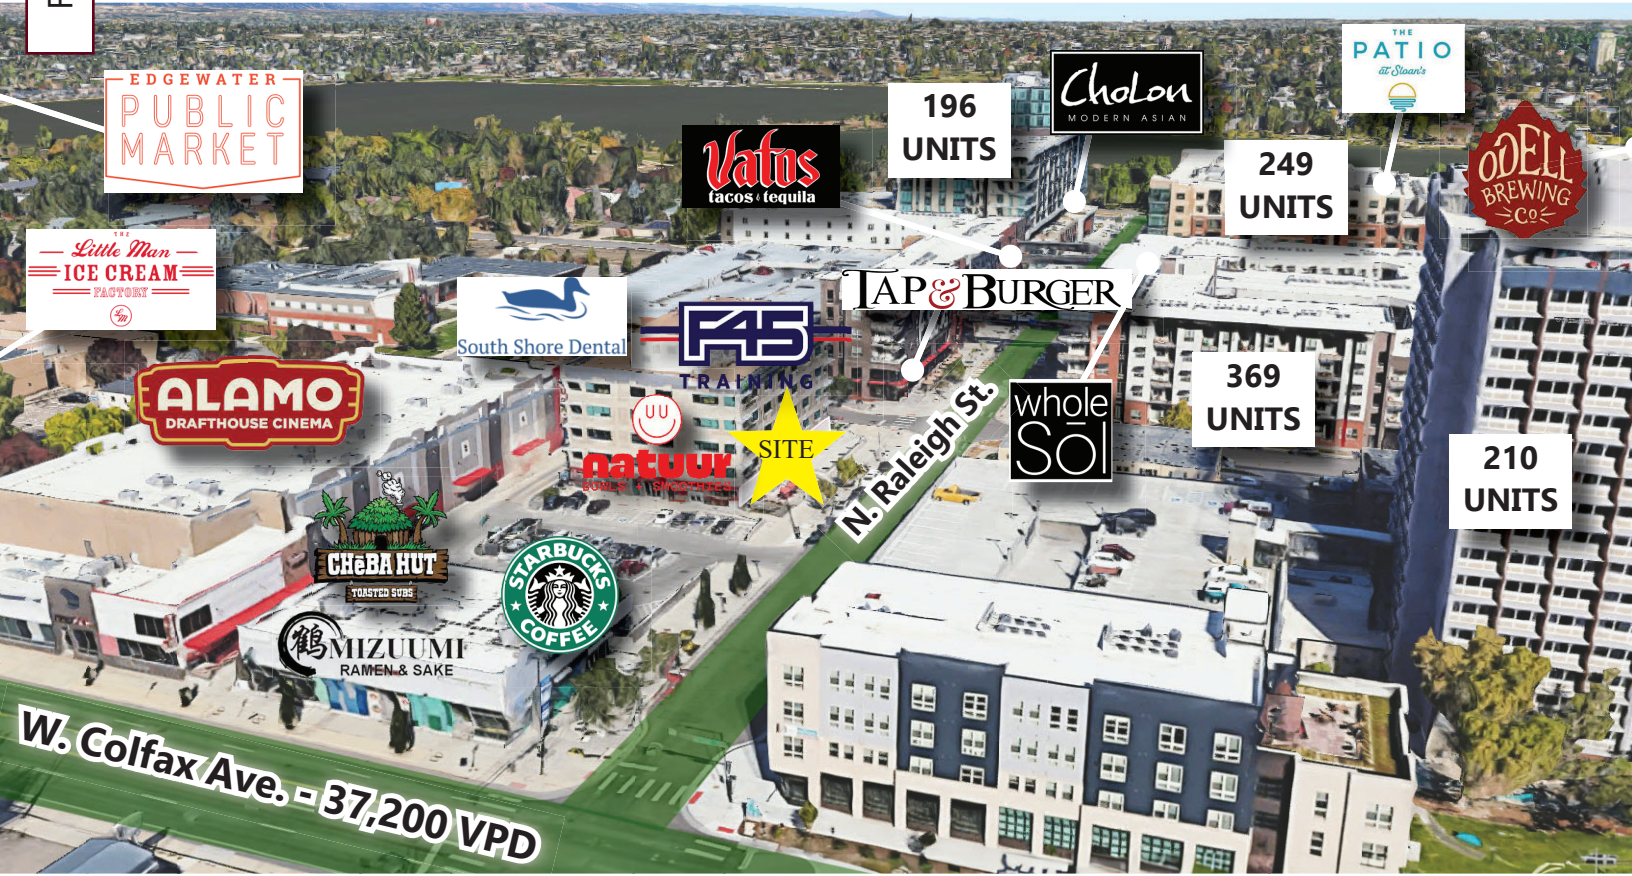 EDGEWATER
PUBLIC
MARKET
THE
Little Man
ICE CREAM
FACTORY
LM
ALAMO
DRAFTHOUSE CINEMA
South Shore Dental
F45
TRAINING
natuur
BOWLS + SMOOTHIES
SITE
Vatos
tacos & tequila
196
UNITS
CHOLON
MODERN ASIAN
THE
PATIO
at Sloan's
249
UNITS
ODELL
BREWING
Co
TAP & BURGER
whole
Sōl
369
UNITS
210
UNITS
N. Raleigh St.
CHēBA HUT
TOASTED SUBS
STARBUCKS
COFFEE
鶴 MIZUUMI
RAMEN & SAKE
W. Colfax Ave. - 37,200 VPD